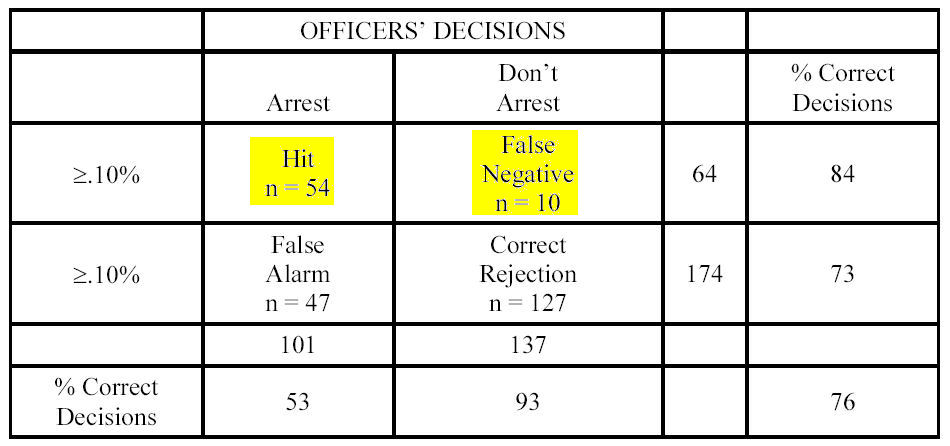 OFFICERS' DECISIONS
Arrest
Don't
Arrest
% Correct
Decisions
≥.10%
Hit
n = 54
False
Negative
n = 10
64
84
≥.10%
False
Alarm
n = 47
Correct
Rejection
n = 127
174
73
101
137
% Correct
Decisions
53
93
76